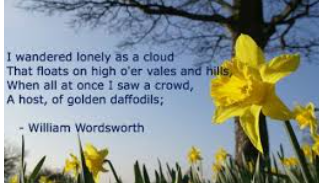 I wandered lonely as a cloud
That floats on high o'er vales and hills,
When all at once I saw a crowd,
A host, of golden daffodils;
- William Wordsworth